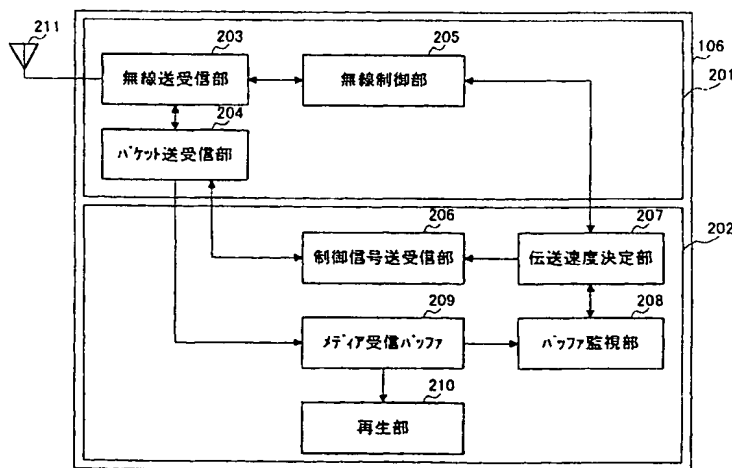 211
203
205
106
無線送受信部
無線制御部
201
204
パケット送受信部
206
207
202
制御信号送受信部
伝送速度決定部
209
208
メディア受信バッファ
バッファ監視部
210
再生部